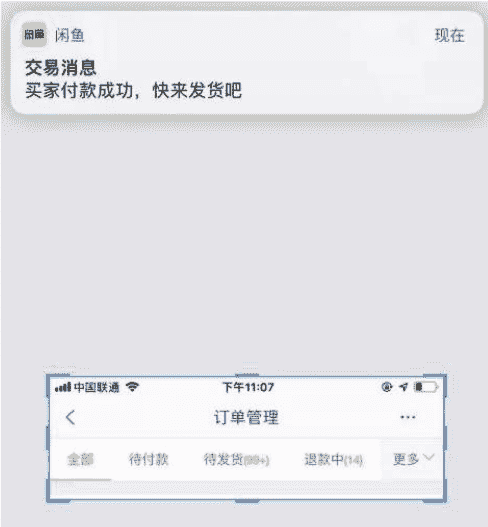 闲鱼 现在
交易消息
买家付款成功，快来发货吧
中国联通 下午11:07
订单管理
全部 待付款 待发货(99+) 退款中(14) 更多